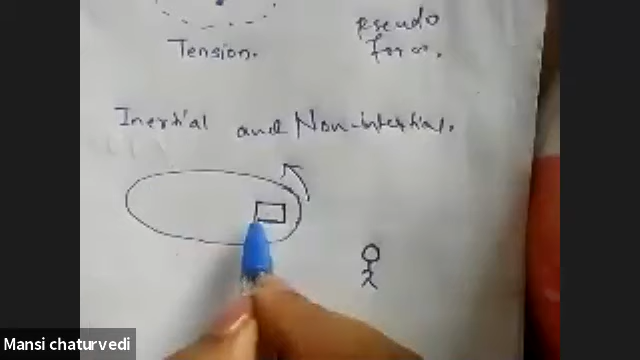 Tension.
pseudo
force.
Inertial and Non-inertial.
Mansi chaturvedi